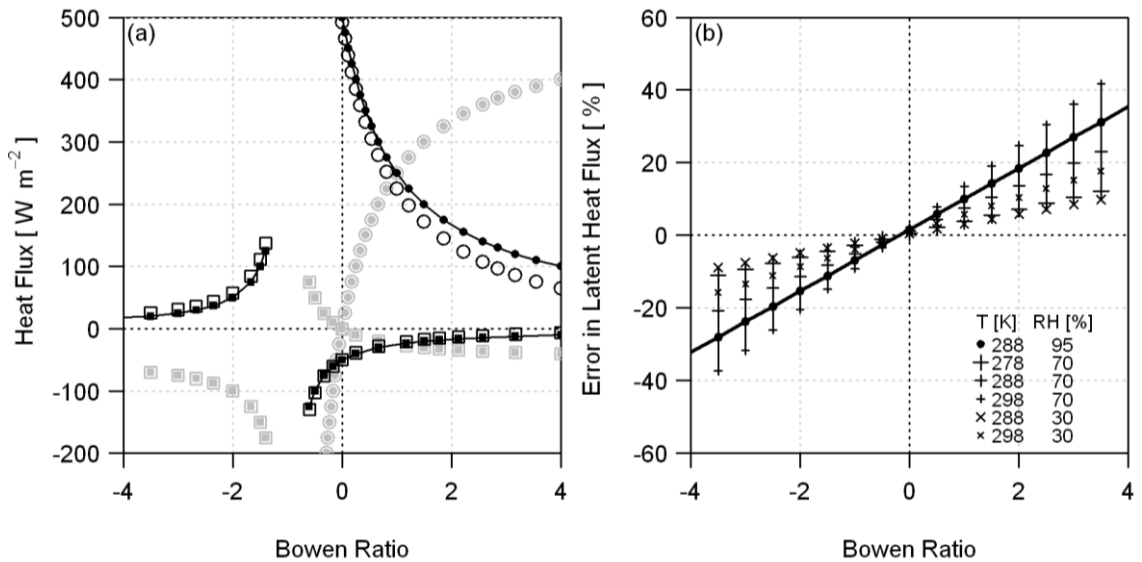 (a)
Heat Flux [ W m⁻² ]
500
400
300
200
100
0
-100
-200
-4 -2 0 2 4
Bowen Ratio
(b)
Error in Latent Heat Flux [ % ]
60
40
20
0
-20
-40
-60
-4 -2 0 2 4
Bowen Ratio
T [K] RH [%]
288 95
278 70
288 70
298 70
288 30
298 30